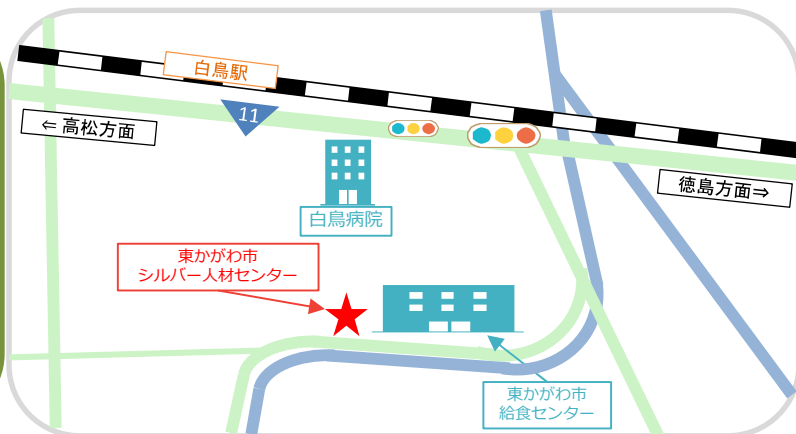 白鳥駅
11
⇐ 高松方面
徳島方面⇒
白鳥病院
東かがわ市
シルバー人材センター
東かがわ市
給食センター